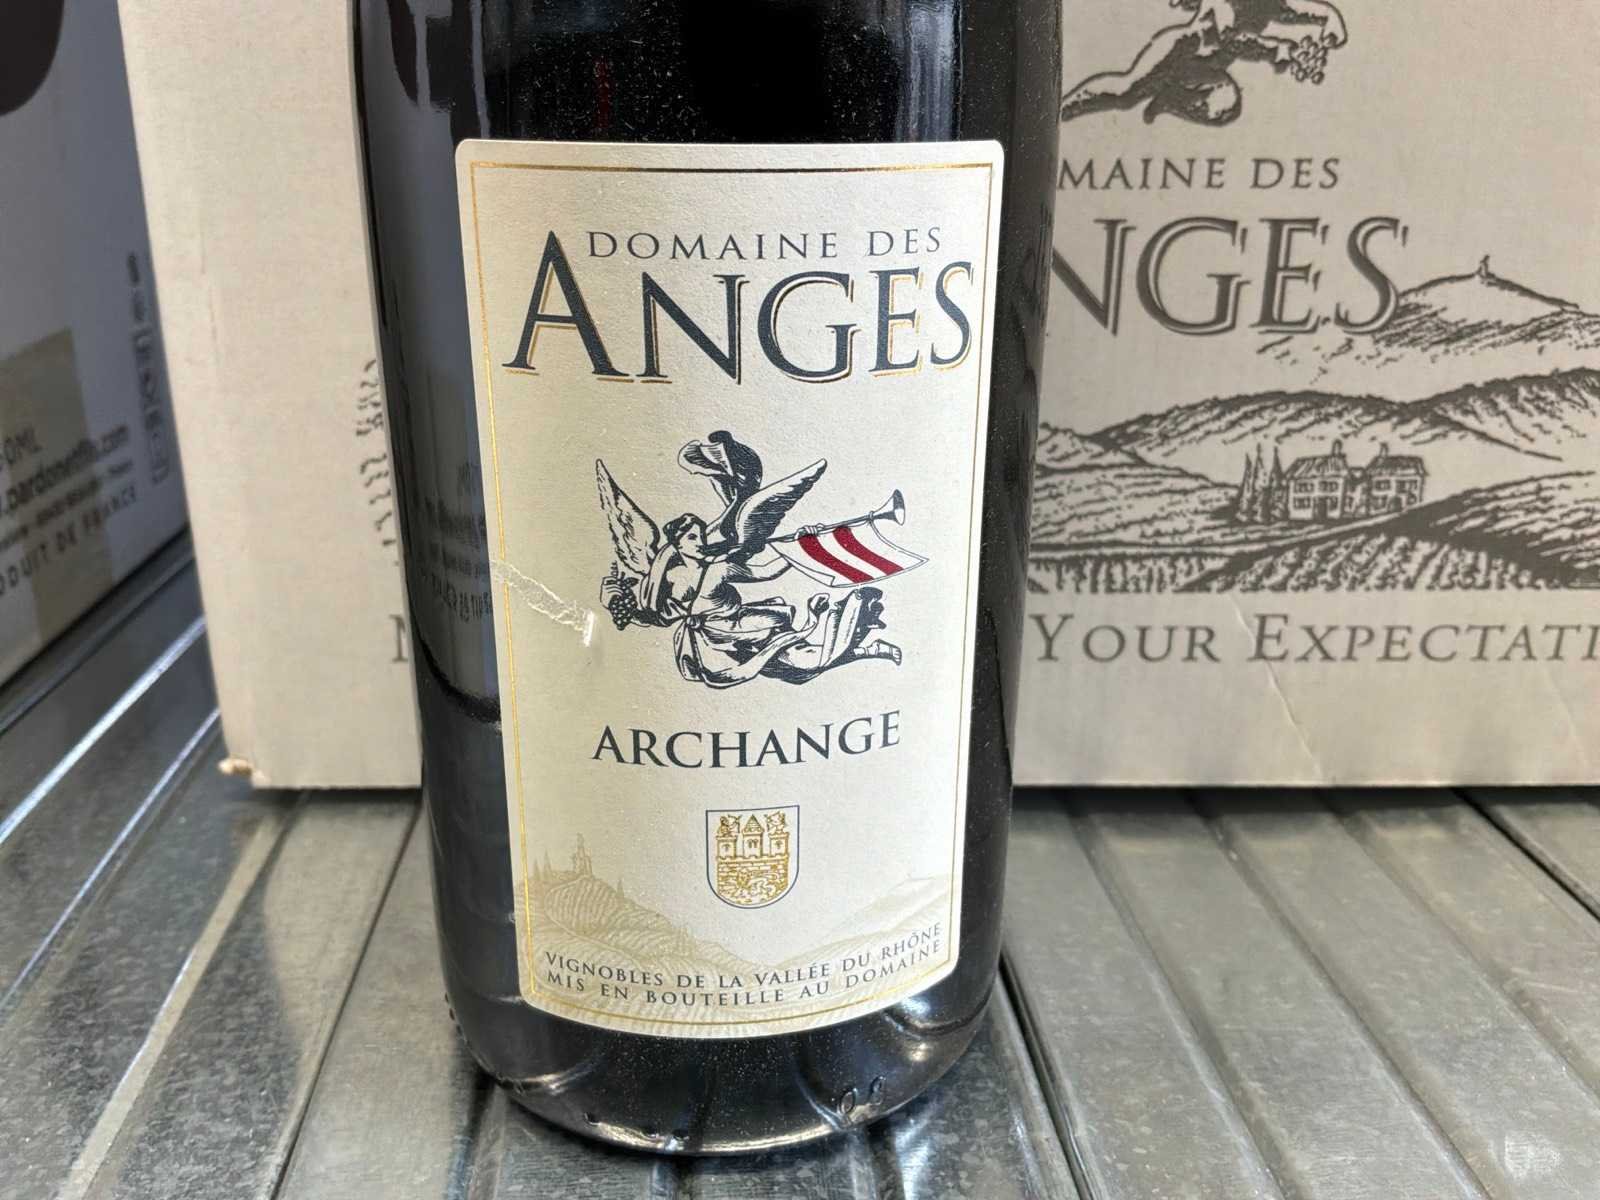 DOMAINE DES
ANGES
ARCHANGE
VIGNOBLES DE LA VALLÉE DU RHÔNE
MIS EN BOUTEILLE AU DOMAINE
MAINE DES
NGES
YOUR EXPECTATI